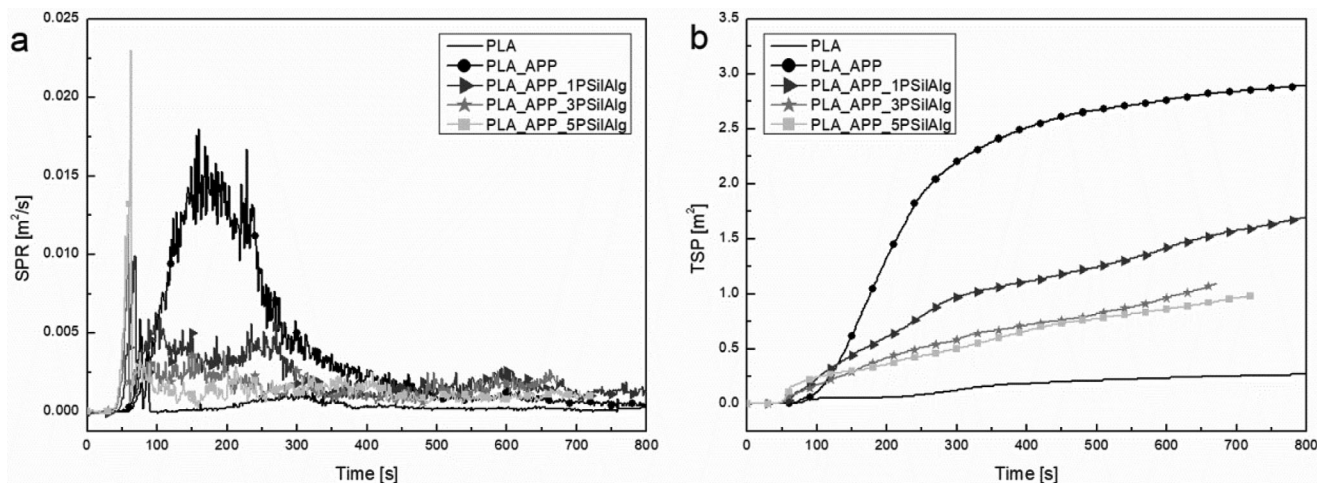 a
SPR [m²/s]
0.025
0.020
0.015
0.010
0.005
0.000
PLA
PLA_APP
PLA_APP_1PSilAlg
PLA_APP_3PSilAlg
PLA_APP_5PSilAlg
0 100 200 300 400 500 600 700 800
Time [s]
b
TSP [m²]
3.5
3.0
2.5
2.0
1.5
1.0
0.5
0.0
PLA
PLA_APP
PLA_APP_1PSilAlg
PLA_APP_3PSilAlg
PLA_APP_5PSilAlg
0 100 200 300 400 500 600 700 800
Time [s]